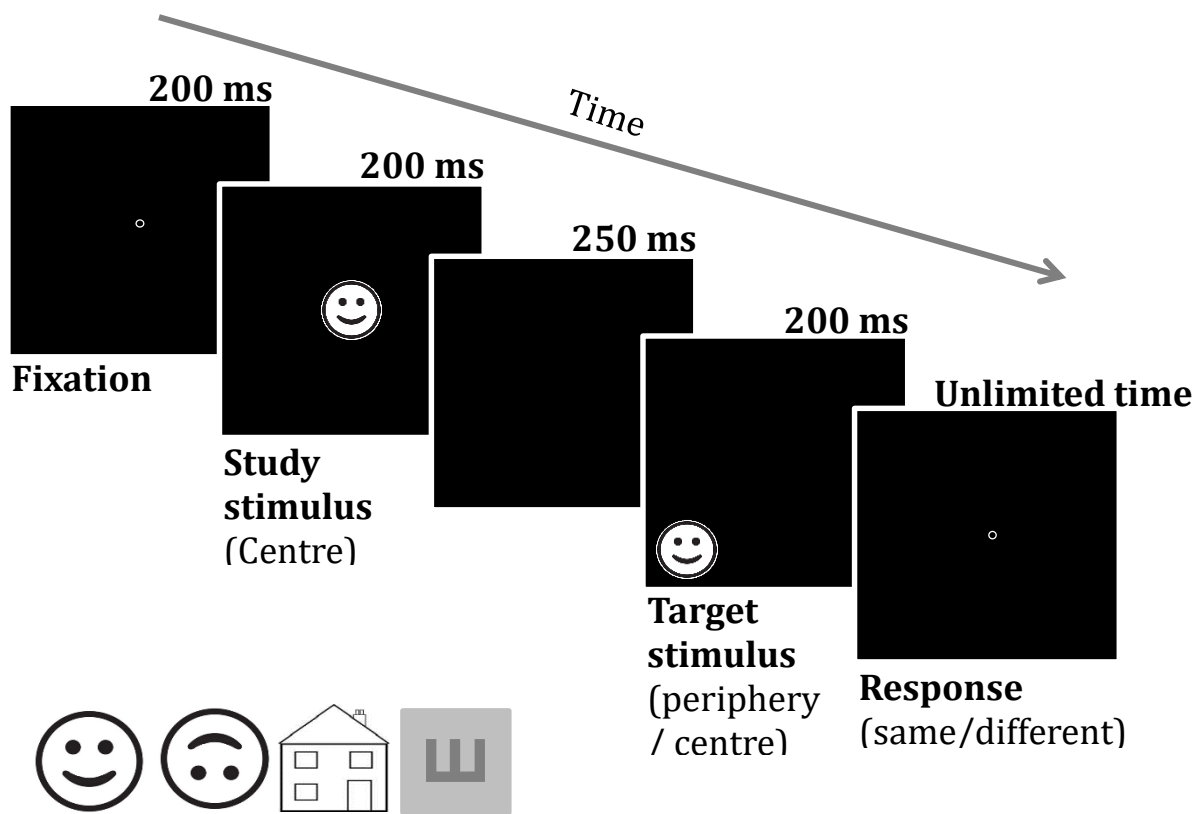 200 ms
Time
200 ms
250 ms
200 ms
Fixation
Unlimited time
Study
stimulus
(Centre)
Target
stimulus
(periphery
/ centre)
Response
(same/different)
E